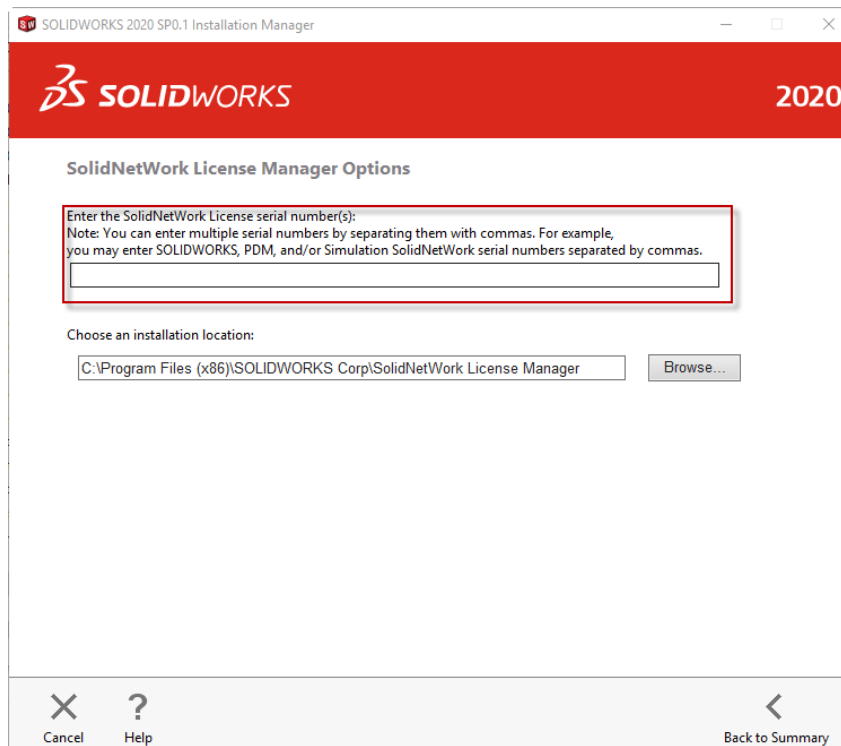 SOLIDWORKS 2020 SP0.1 Installation Manager
SOLIDWORKS
2020
SolidNetWork License Manager Options
Enter the SolidNetWork License serial number(s):
Note: You can enter multiple serial numbers by separating them with commas. For example,
you may enter SOLIDWORKS, PDM, and/or Simulation SolidNetWork serial numbers separated by commas.
Choose an installation location:
C:\Program Files (x86)\SOLIDWORKS Corp\SolidNetWork License Manager
Browse...
?
Cancel
Help
Back to Summary